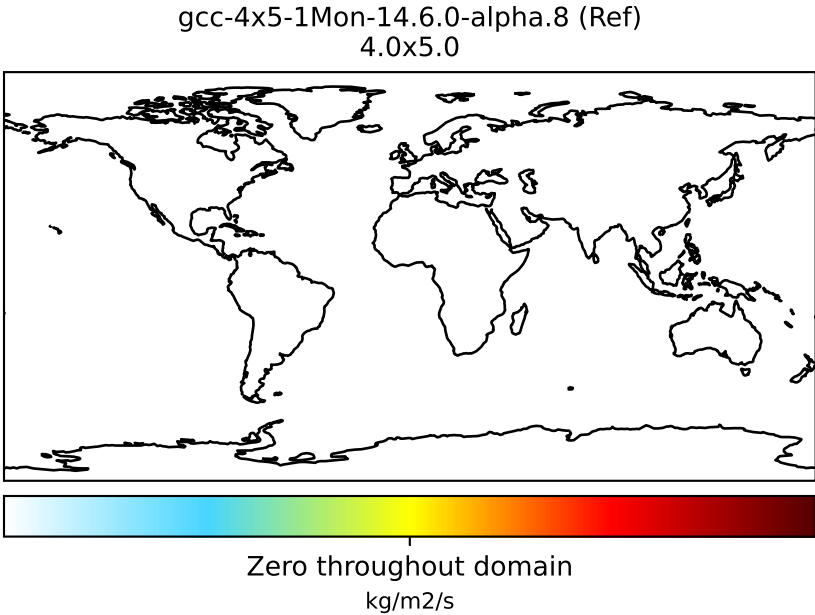 gcc-4x5-1Mon-14.6.0-alpha.8 (Ref)
4.0x5.0
Zero throughout domain
kg/m2/s